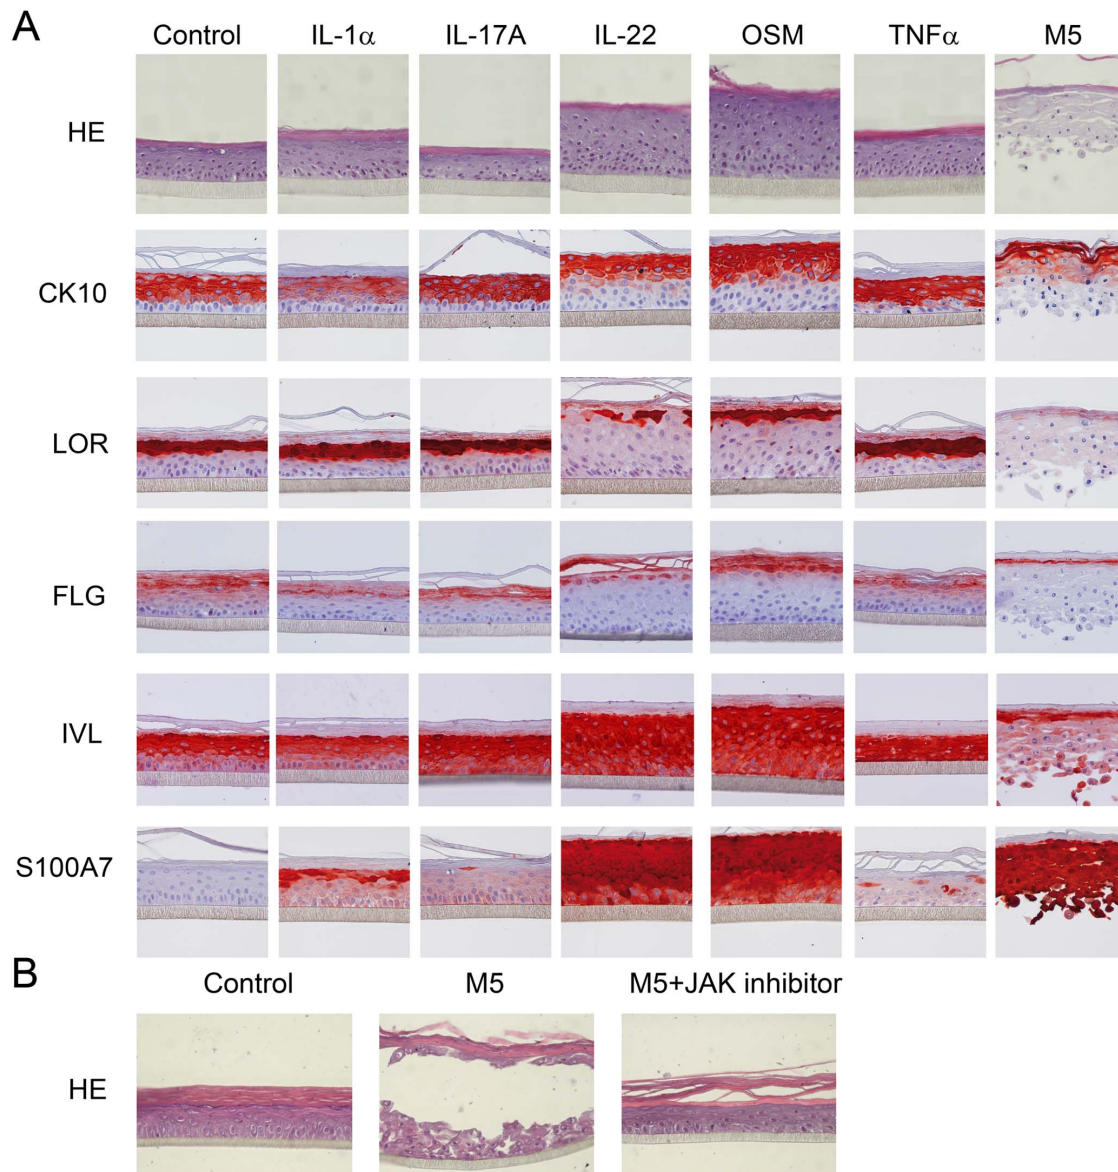 A
Control IL-1α IL-17A IL-22 OSM TNFα M5
HE
CK10
LOR
FLG
IVL
S100A7
B
Control M5 M5+JAK inhibitor
HE